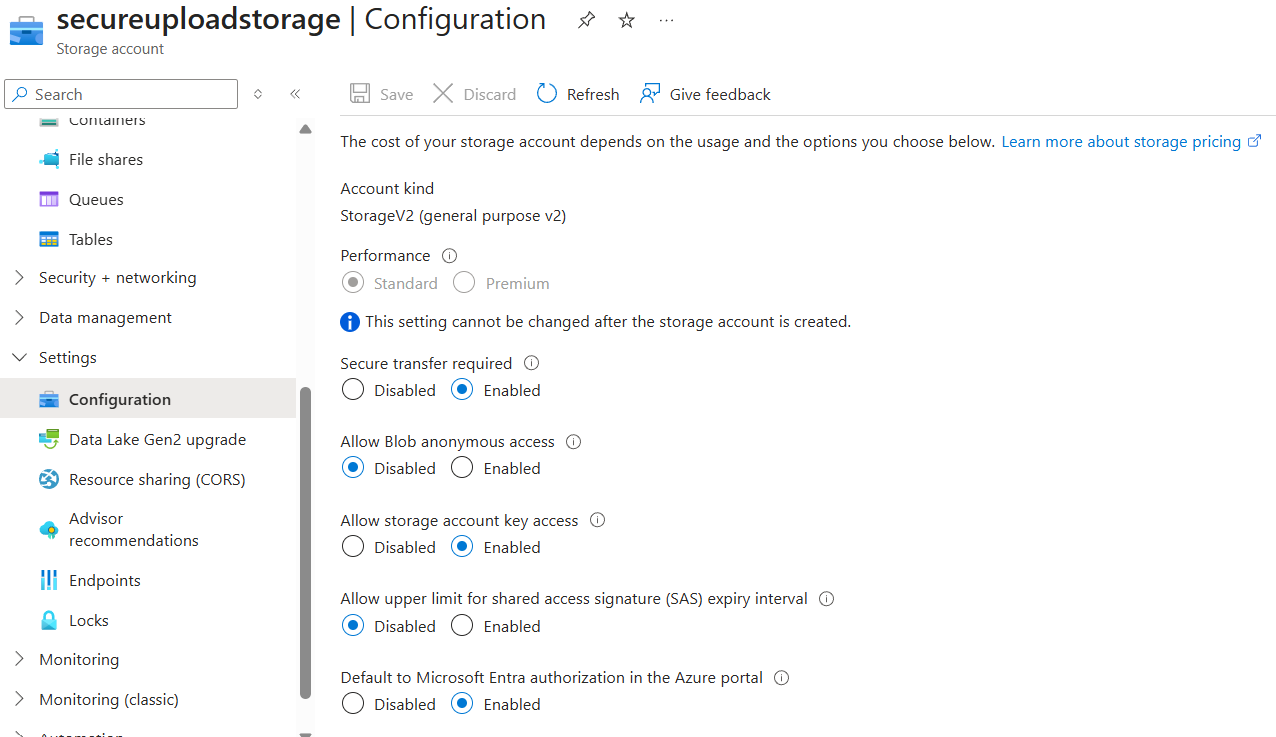 secureuploadstorage | Configuration
Storage account
Search
Containers
File shares
Queues
Tables
Security + networking
Data management
Settings
Configuration
Data Lake Gen2 upgrade
Resource sharing (CORS)
Advisor
recommendations
Endpoints
Locks
Monitoring
Monitoring (classic)
Automation
Save Discard Refresh Give feedback
The cost of your storage account depends on the usage and the options you choose below. Learn more about storage pricing
Account kind
StorageV2 (general purpose v2)
Performance
Standard Premium
This setting cannot be changed after the storage account is created.
Secure transfer required
Disabled Enabled
Allow Blob anonymous access
Disabled Enabled
Allow storage account key access
Disabled Enabled
Allow upper limit for shared access signature (SAS) expiry interval
Disabled Enabled
Default to Microsoft Entra authorization in the Azure portal
Disabled Enabled